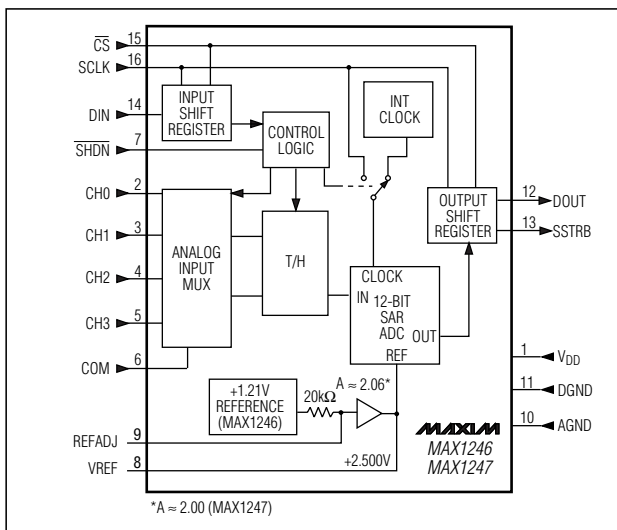 CS 15
SCLK 16
DIN 14
SHDN 7
CH0 2
CH1 3
CH2 4
CH3 5
COM 6
REFADJ 9
VREF 8
INPUT
SHIFT
REGISTER
CONTROL
LOGIC
INT
CLOCK
ANALOG
INPUT
MUX
T/H
CLOCK
IN 12-BIT
SAR
ADC OUT
REF
OUTPUT
SHIFT
REGISTER
12 DOUT
13 SSTRB
1 VDD
11 DGND
10 AGND
+1.21V
REFERENCE
(MAX1246)
20kΩ
A ≈ 2.06*
+2.500V
MAXIM
MAX1246
MAX1247
*A ≈ 2.00 (MAX1247)